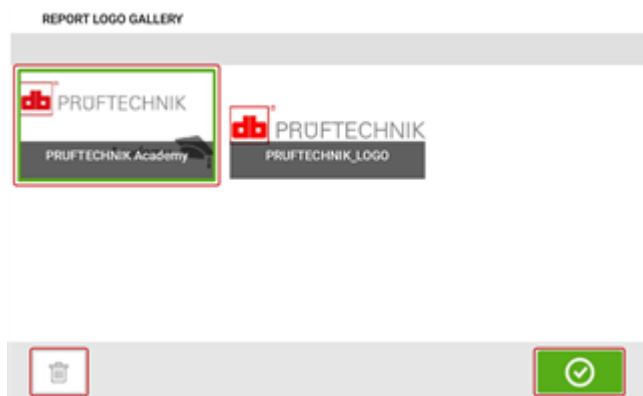 REPORT LOGO GALLERY
db PRÜFTECHNIK
PRUFTECHNIK Academy
db PRÜFTECHNIK
PRUFTECHNIK_LOGO